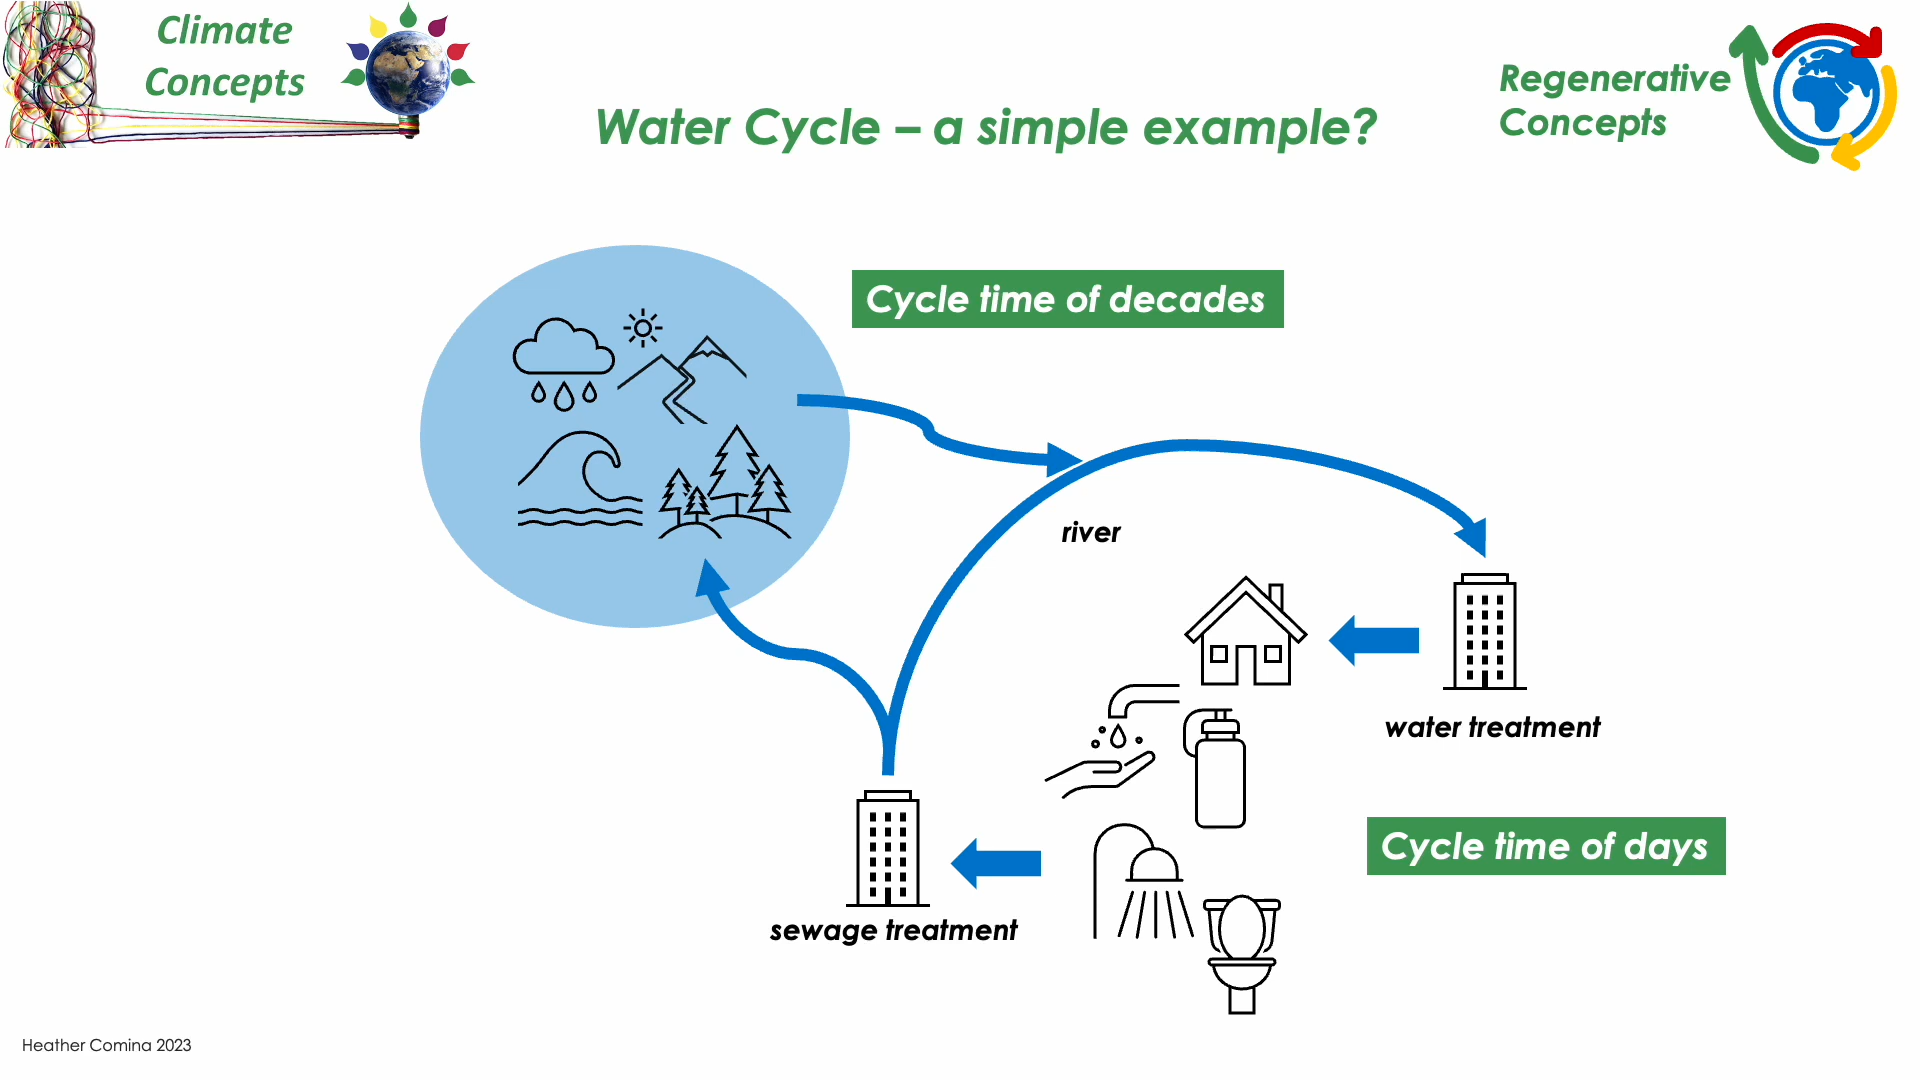 Climate
Concepts
Regenerative
Concepts
Water Cycle – a simple example?
Cycle time of decades
river
water treatment
Cycle time of days
sewage treatment
Heather Comina 2023